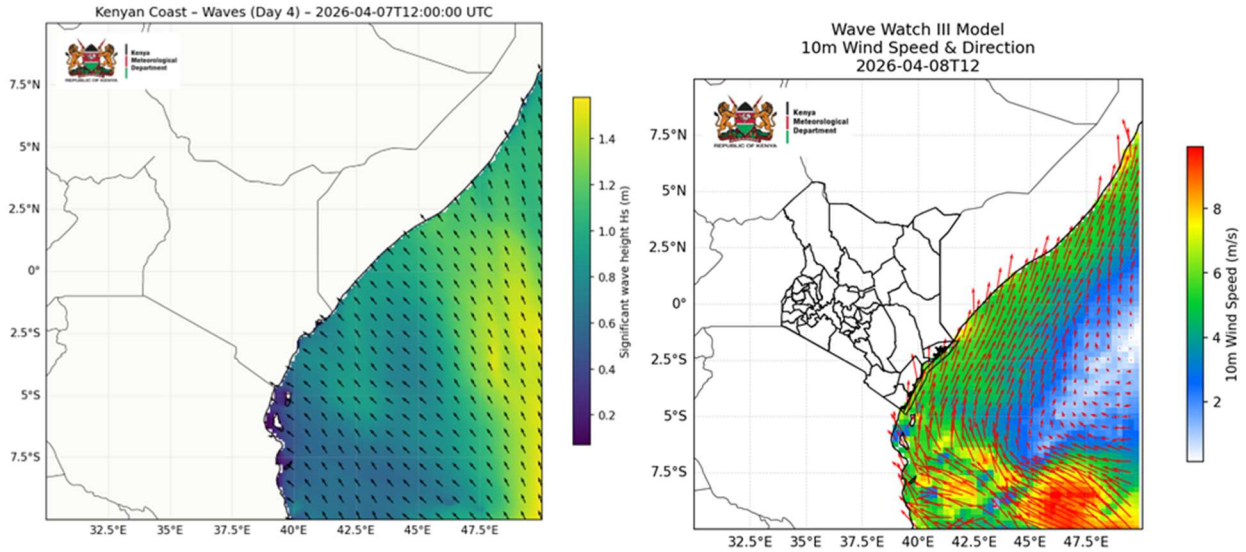 Kenyan Coast – Waves (Day 4) – 2026-04-07T12:00:00 UTC
Kenya
Meteorological
Department
REPUBLIC OF KENYA
7.5°N
5°N
2.5°N
0°
2.5°S
5°S
7.5°S
32.5°E 35°E 37.5°E 40°E 42.5°E 45°E 47.5°E
1.4
1.2
1.0
0.8
0.6
0.4
0.2
Significant wave height Hs (m)
Wave Watch III Model
10m Wind Speed & Direction
2026-04-08T12
Kenya
Meteorological
Department
REPUBLIC OF KENYA
7.5°N
5°N
2.5°N
0°
2.5°S
5°S
7.5°S
32.5°E 35°E 37.5°E 40°E 42.5°E 45°E 47.5°E
8
6
4
2
10m Wind Speed (m/s)